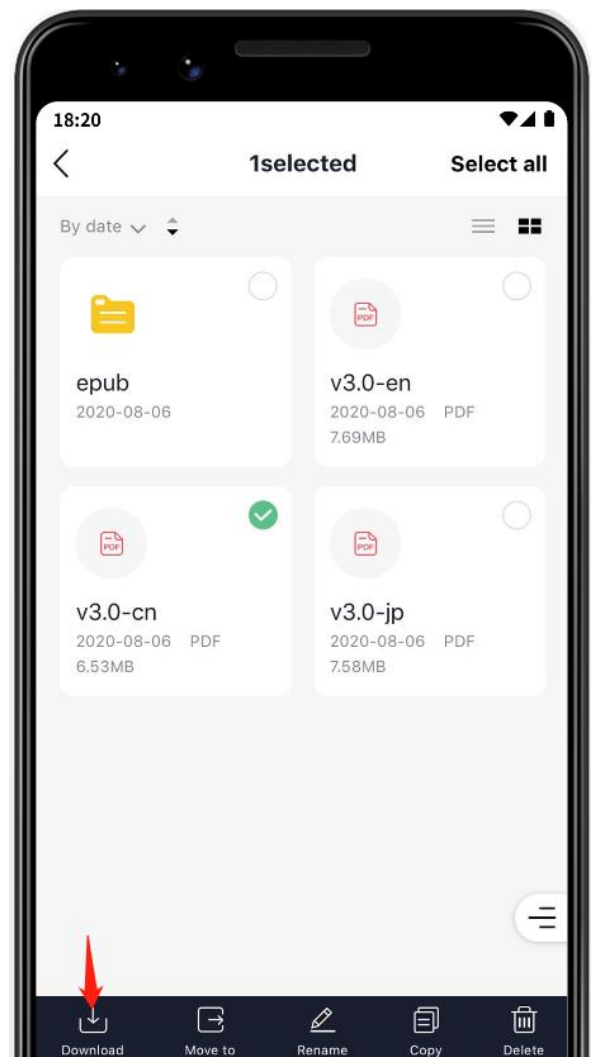 18:20
1selected Select all
By date
epub
2020-08-06
PDF
v3.0-en
2020-08-06 PDF
7.69MB
PDF
v3.0-cn
2020-08-06 PDF
6.53MB
PDF
v3.0-jp
2020-08-06 PDF
7.58MB
Download Move to Rename Copy Delete